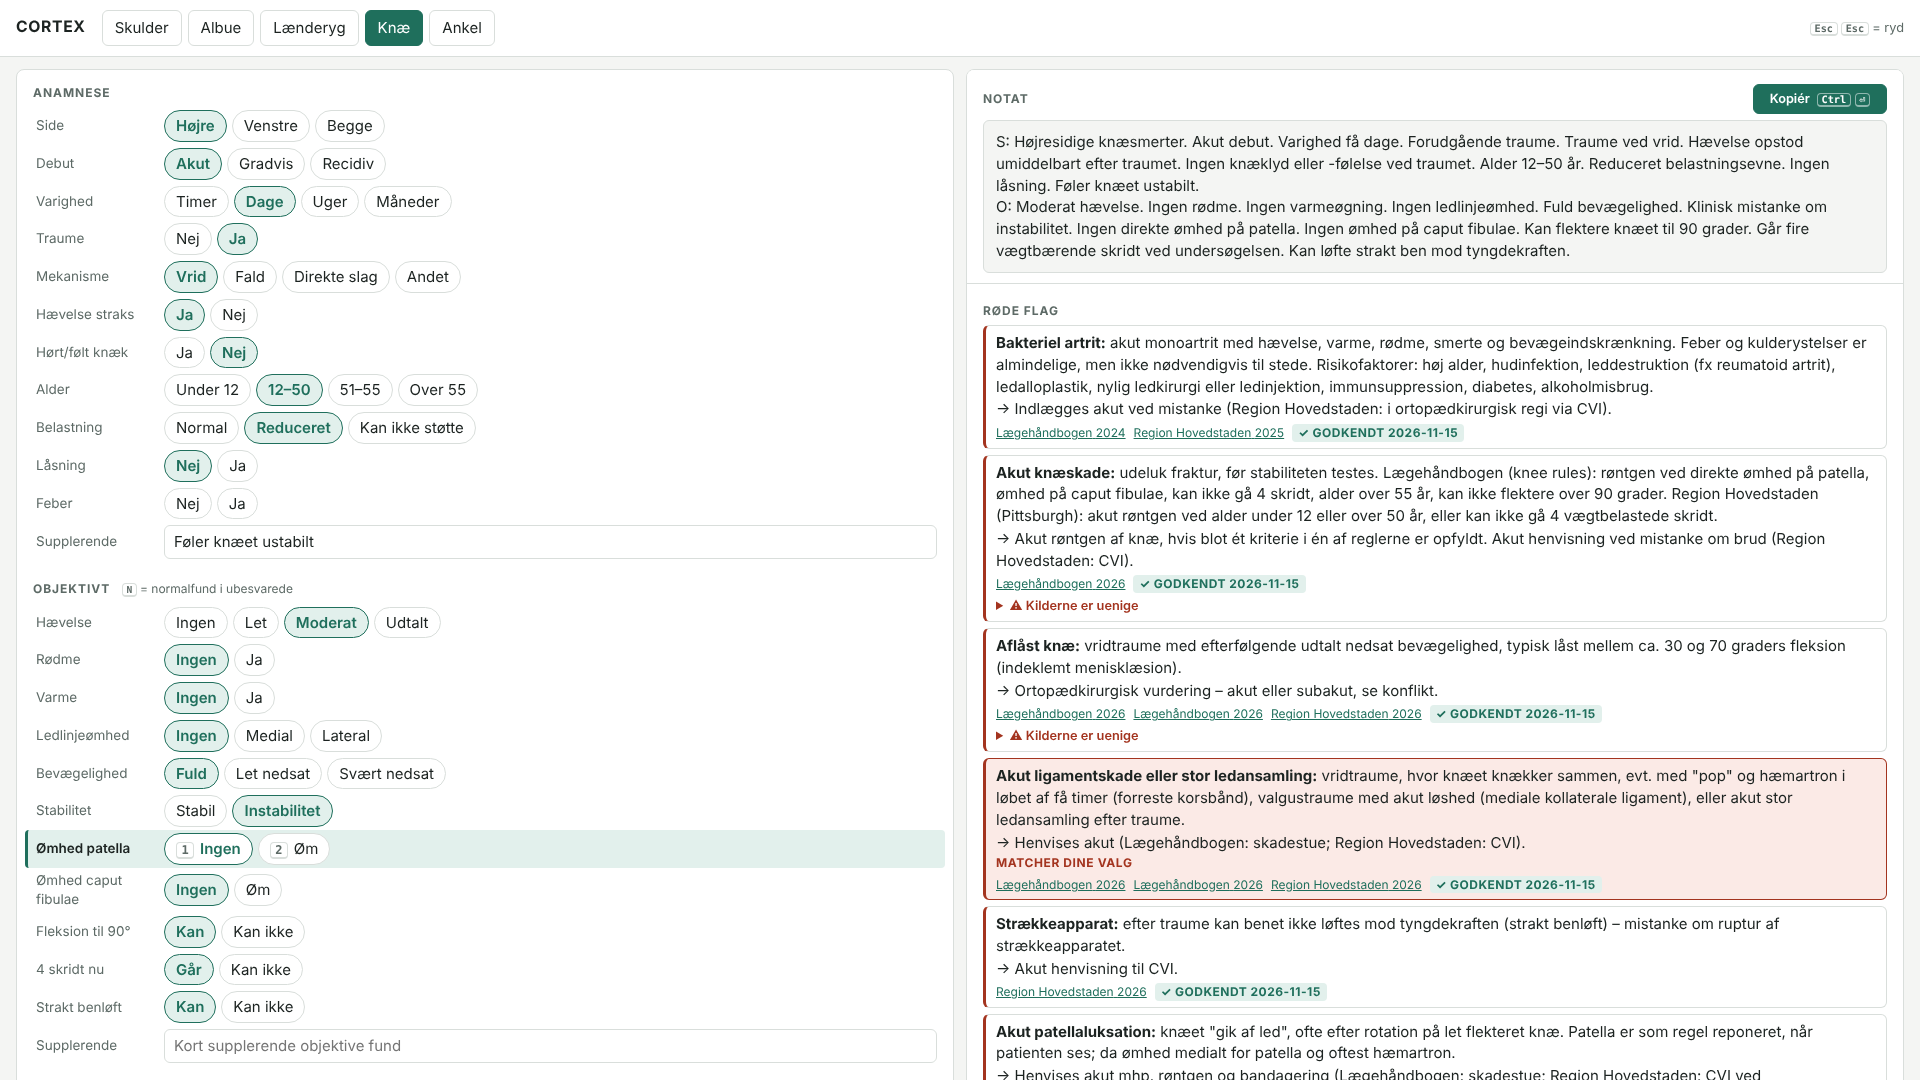 CORTEX Skulder Albue Lænderyg Knæ Ankel Esc Esc = ryd
ANAMNESE
Side Højre Venstre Begge
Debut Akut Gradvis Recidiv
Varighed Timer Dage Uger Måneder
Traume Nej Ja
Mekanisme Vrid Fald Direkte slag Andet
Hævelse straks Ja Nej
Hørt/følt knæk Ja Nej
Alder Under 12 12–50 51–55 Over 55
Belastning Normal Reduceret Kan ikke støtte
Låsning Nej Ja
Feber Nej Ja
Supplerende Føler knæet ustabilt
OBJEKTIVT N = normalfund i ubesvarede
Hævelse Ingen Let Moderat Udtalt
Rødme Ingen Ja
Varme Ingen Ja
Ledlinjeømhed Ingen Medial Lateral
Bevægelighed Fuld Let nedsat Svært nedsat
Stabilitet Stabil Instabilitet
Ømhed patella 1 Ingen 2 Øm
Ømhed caput
fibulae Ingen Øm
Fleksion til 90° Kan Kan ikke
4 skridt nu Går Kan ikke
Strakt benløft Kan Kan ikke
Supplerende Kort supplerende objektive fund
NOTAT Kopiér Ctrl ⏎
S: Højresidige knæsmerter. Akut debut. Varighed få dage. Forudgående traume. Traume ved vrid. Hævelse opstod
umiddelbart efter traumet. Ingen knæklyd eller -følelse ved traumet. Alder 12–50 år. Reduceret belastningsevne. Ingen
låsning. Føler knæet ustabilt.
O: Moderat hævelse. Ingen rødme. Ingen varmeøgning. Ingen ledlinjeømhed. Fuld bevægelighed. Klinisk mistanke om
instabilitet. Ingen direkte ømhed på patella. Ingen ømhed på caput fibulae. Kan flektere knæet til 90 grader. Går fire
vægtbærende skridt ved undersøgelsen. Kan løfte strakt ben mod tyngdekraften.
RØDE FLAG
Bakteriel artrit: akut monoartrit med hævelse, varme, rødme, smerte og bevægeindskrænkning. Feber og kulderystelser er
almindelige, men ikke nødvendigvis til stede. Risikofaktorer: høj alder, hudinfektion, leddestruktion (fx reumatoid artrit),
ledalloplastik, nylig ledkirurgi eller ledinjektion, immunsuppression, diabetes, alkoholmisbrug.
→ Indlægges akut ved mistanke (Region Hovedstaden: i ortopædkirurgisk regi via CVI).
Lægehåndbogen 2024 Region Hovedstaden 2025 ✓ GODKENDT 2026-11-15
Akut knæskade: udeluk fraktur, før stabiliteten testes. Lægehåndbogen (knee rules): røntgen ved direkte ømhed på patella,
ømhed på caput fibulae, kan ikke gå 4 skridt, alder over 55 år, kan ikke flektere over 90 grader. Region Hovedstaden
(Pittsburgh): akut røntgen ved alder under 12 eller over 50 år, eller kan ikke gå 4 vægtbelastede skridt.
→ Akut røntgen af knæ, hvis blot ét kriterie i én af reglerne er opfyldt. Akut henvisning ved mistanke om brud (Region
Hovedstaden: CVI).
Lægehåndbogen 2026 ✓ GODKENDT 2026-11-15
▶ ⚠ Kilderne er uenige
Aflåst knæ: vridtraume med efterfølgende udtalt nedsat bevægelighed, typisk låst mellem ca. 30 og 70 graders fleksion
(indeklemt menisklæsion).
→ Ortopædkirurgisk vurdering – akut eller subakut, se konflikt.
Lægehåndbogen 2026 Lægehåndbogen 2026 Region Hovedstaden 2026 ✓ GODKENDT 2026-11-15
▶ ⚠ Kilderne er uenige
Akut ligamentskade eller stor ledansamling: vridtraume, hvor knæet knækker sammen, evt. med "pop" og hæmartron i
løbet af få timer (forreste korsbånd), valgustraume med akut løshed (mediale kollaterale ligament), eller akut stor
ledansamling efter traume.
→ Henvises akut (Lægehåndbogen: skadestue; Region Hovedstaden: CVI).
MATCHER DINE VALG
Lægehåndbogen 2026 Lægehåndbogen 2026 Region Hovedstaden 2026 ✓ GODKENDT 2026-11-15
Strækkeapparat: efter traume kan benet ikke løftes mod tyngdekraften (strakt benløft) – mistanke om ruptur af
strækkeapparatet.
→ Akut henvisning til CVI.
Region Hovedstaden 2026 ✓ GODKENDT 2026-11-15
Akut patellaluksation: knæet "gik af led", ofte efter rotation på let flekteret knæ. Patella er som regel reponeret, når
patienten ses; da ømhed medialt for patella og oftest hæmartron.
→ Henvises akut mhp. røntgen og bandagering (Lægehåndbogen: skadestue; Region Hovedstaden: CVI ved